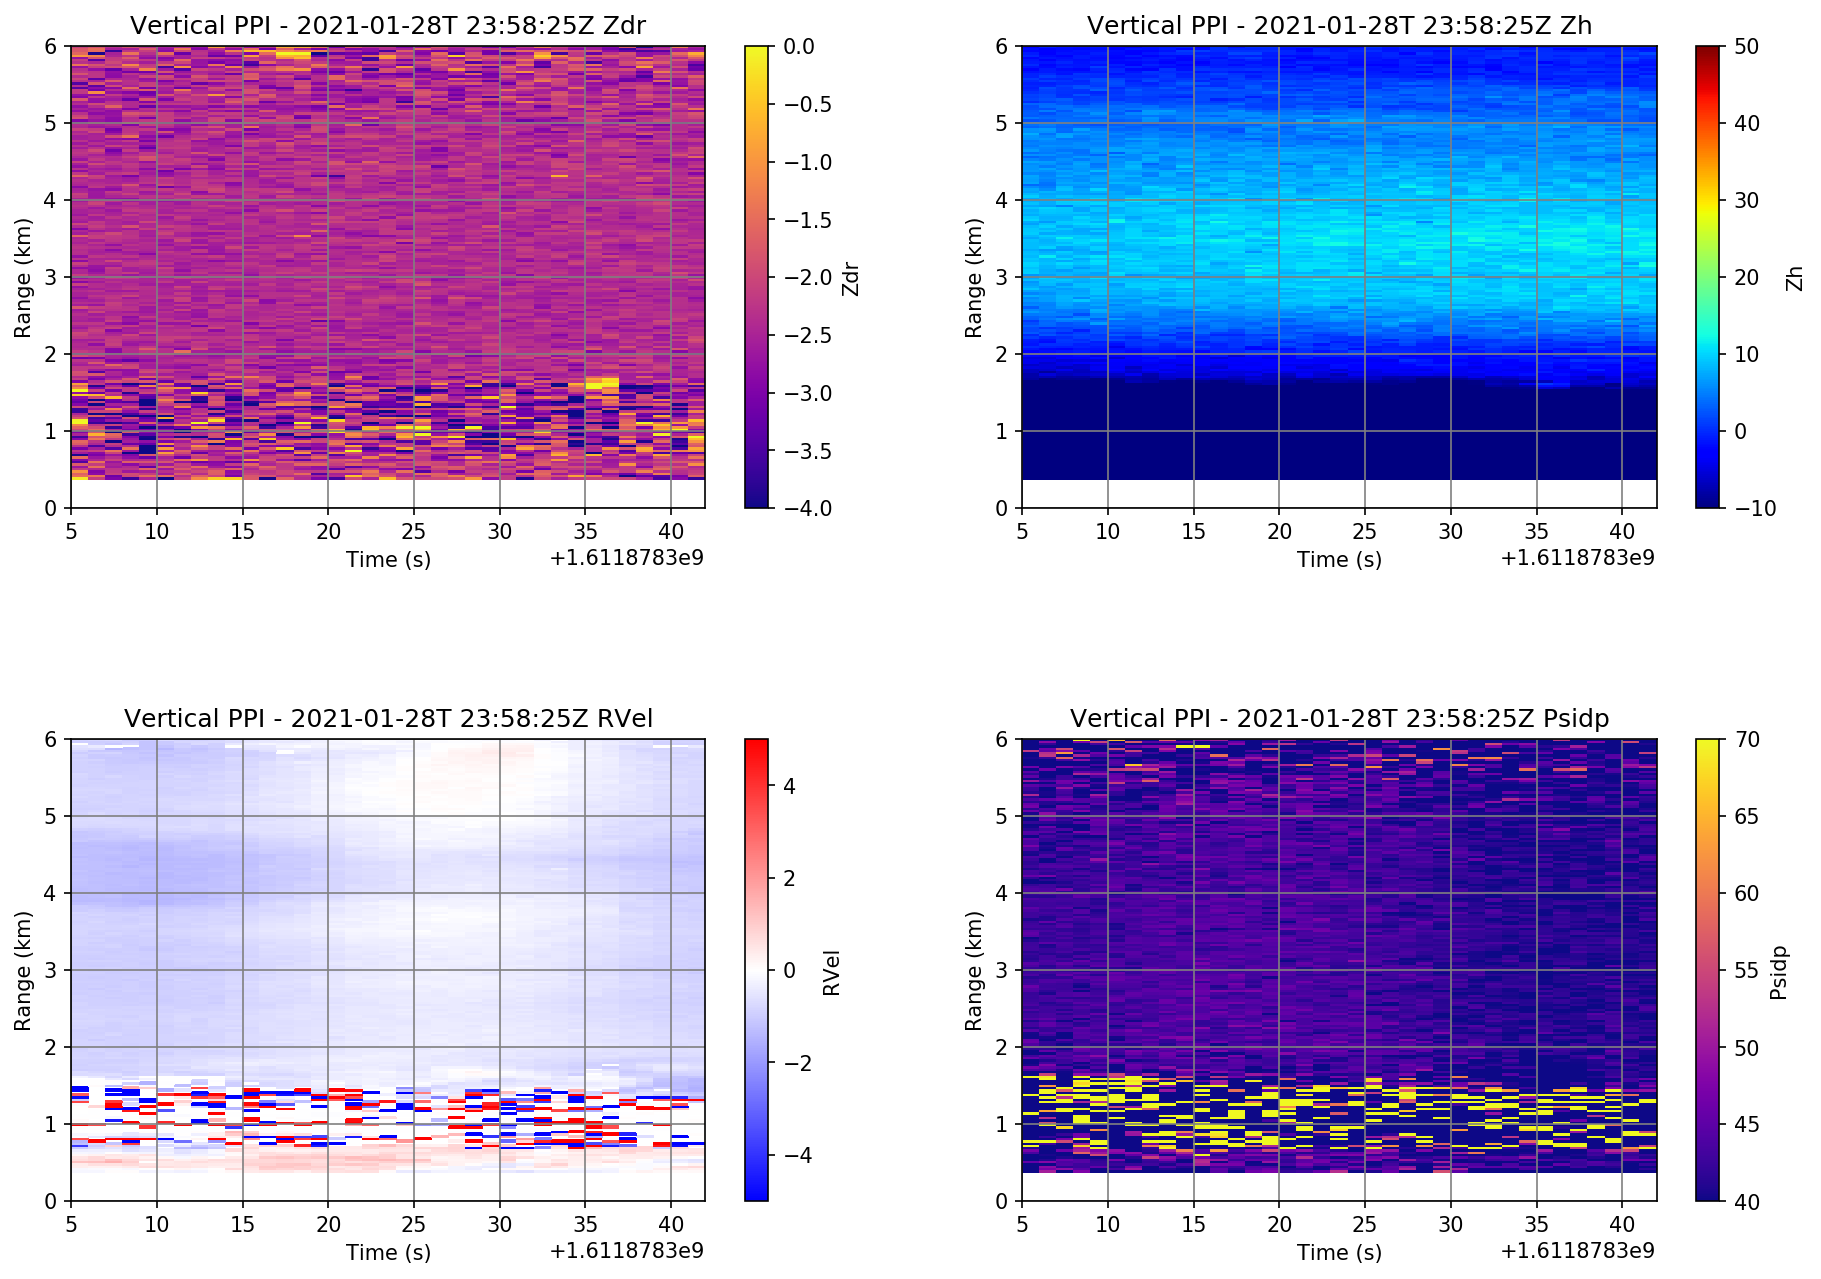 Vertical PPI - 2021-01-28T 23:58:25Z Zdr
6
5
4
3
2
1
0
Range (km)
5 10 15 20 25 30 35 40
Time (s)
+1.6118783e9
0.0
−0.5
−1.0
−1.5
−2.0
−2.5
−3.0
−3.5
−4.0
Zdr
Vertical PPI - 2021-01-28T 23:58:25Z Zh
6
5
4
3
2
1
0
Range (km)
5 10 15 20 25 30 35 40
Time (s)
+1.6118783e9
50
40
30
20
10
0
−10
Zh
Vertical PPI - 2021-01-28T 23:58:25Z RVel
6
5
4
3
2
1
0
Range (km)
5 10 15 20 25 30 35 40
Time (s)
+1.6118783e9
4
2
0
−2
−4
RVel
Vertical PPI - 2021-01-28T 23:58:25Z Psidp
6
5
4
3
2
1
0
Range (km)
5 10 15 20 25 30 35 40
Time (s)
+1.6118783e9
70
65
60
55
50
45
40
Psidp